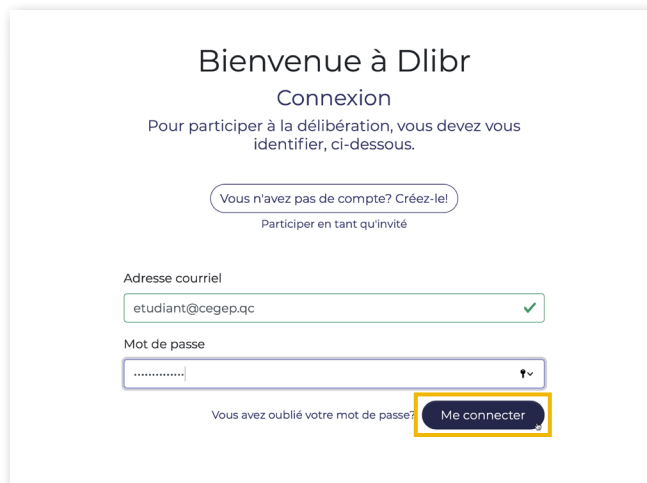 Bienvenue à Dlibr
Connexion
Pour participer à la délibération, vous devez vous
identifier, ci-dessous.
Vous n'avez pas de compte? Créez-le!
Participer en tant qu'invité
Adresse courriel
etudiant@cegep.qc
Mot de passe
Vous avez oublié votre mot de passe? Me connecter